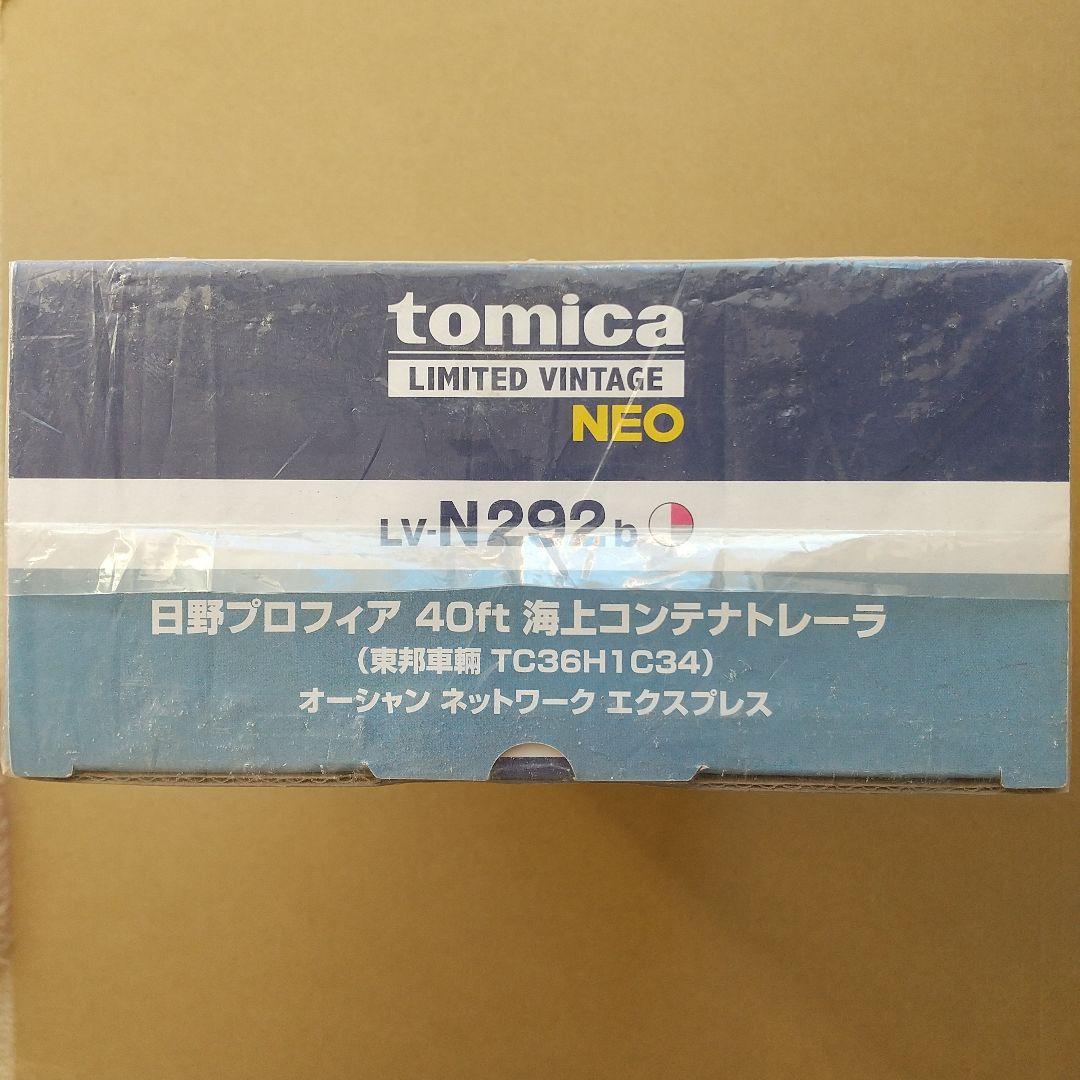 tomica
LIMITED VINTAGE
NEO
LV-N292b
日野プロフィア 40ft 海上コンテナトレーラ
（東邦車輛 TC36H1C34）
オーシャン ネットワーク エクスプレス